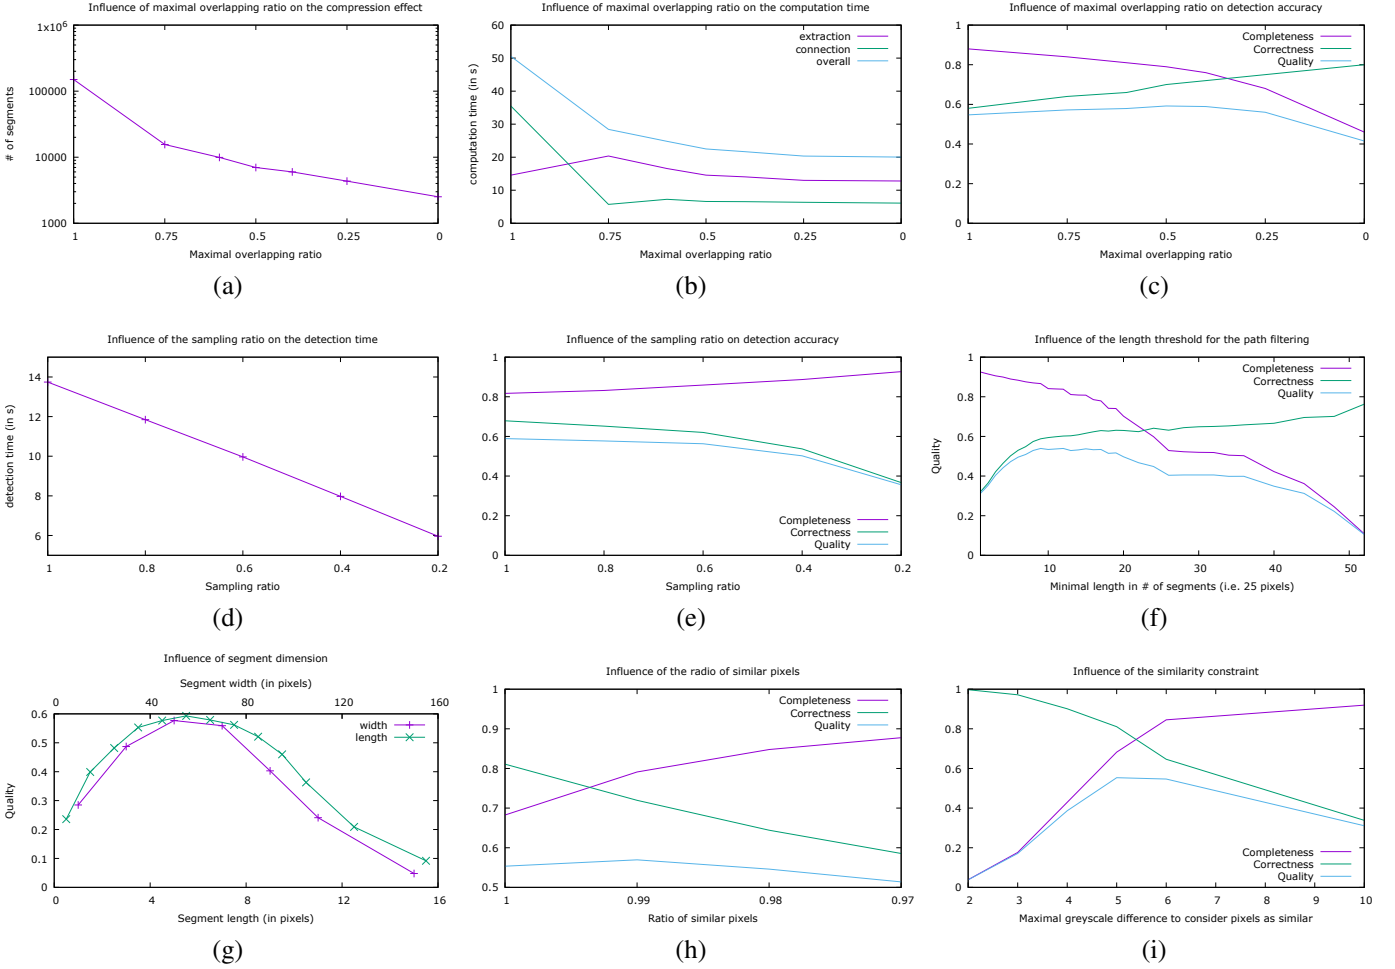 Influence of maximal overlapping ratio on the compression effect
# of segments
1x10^6
100000
10000
1000
1 0.75 0.5 0.25 0
Maximal overlapping ratio
(a)
Influence of maximal overlapping ratio on the computation time
computation time (in s)
60
50
40
30
20
10
0
extraction
connection
overall
1 0.75 0.5 0.25 0
Maximal overlapping ratio
(b)
Influence of maximal overlapping ratio on detection accuracy
1
0.8
0.6
0.4
0.2
0
Completeness
Correctness
Quality
1 0.75 0.5 0.25 0
Maximal overlapping ratio
(c)
Influence of the sampling ratio on the detection time
detection time (in s)
14
12
10
8
6
1 0.8 0.6 0.4 0.2
Sampling ratio
(d)
Influence of the sampling ratio on detection accuracy
1
0.8
0.6
0.4
0.2
0
Completeness
Correctness
Quality
1 0.8 0.6 0.4 0.2
Sampling ratio
(e)
Influence of the length threshold for the path filtering
Quality
1
0.8
0.6
0.4
0.2
0
Completeness
Correctness
Quality
10 20 30 40 50
Minimal length in # of segments (i.e. 25 pixels)
(f)
Influence of segment dimension
Segment width (in pixels)
0 40 80 120 160
Quality
0.6
0.5
0.4
0.3
0.2
0.1
0
width
length
0 4 8 12 16
Segment length (in pixels)
(g)
Influence of the radio of similar pixels
1
0.9
0.8
0.7
0.6
0.5
Completeness
Correctness
Quality
1 0.99 0.98 0.97
Ratio of similar pixels
(h)
Influence of the similarity constraint
1
0.8
0.6
0.4
0.2
0
Completeness
Correctness
Quality
2 3 4 5 6 7 8 9 10
Maximal greyscale difference to consider pixels as similar
(i)